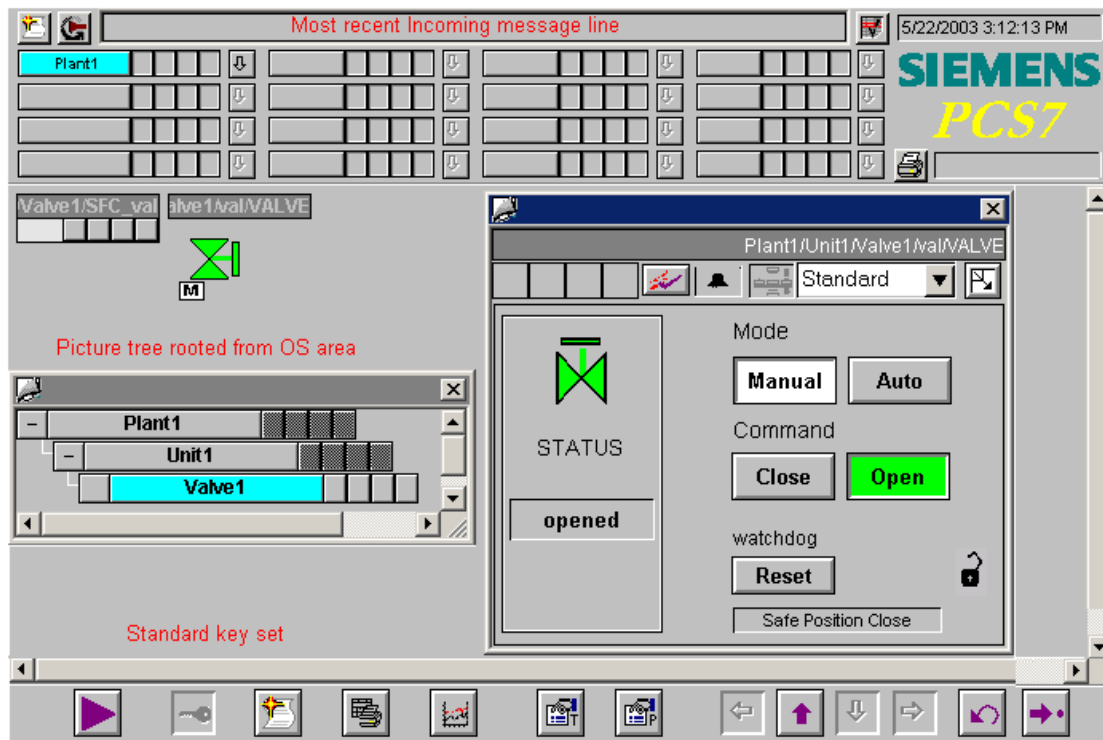 Most recent Incoming message line
5/22/2003 3:12:13 PM
Plant1
SIEMENS
PCS7
Valve1/SFC_val
alve1/val/VALVE
M
Picture tree rooted from OS area
Plant1
Unit1
Valve1
Standard key set
Plant1/Unit1/Valve1/val/VALVE
Standard
Mode
Manual
Auto
STATUS
opened
Command
Close
Open
watchdog
Reset
Safe Position Close
T
P